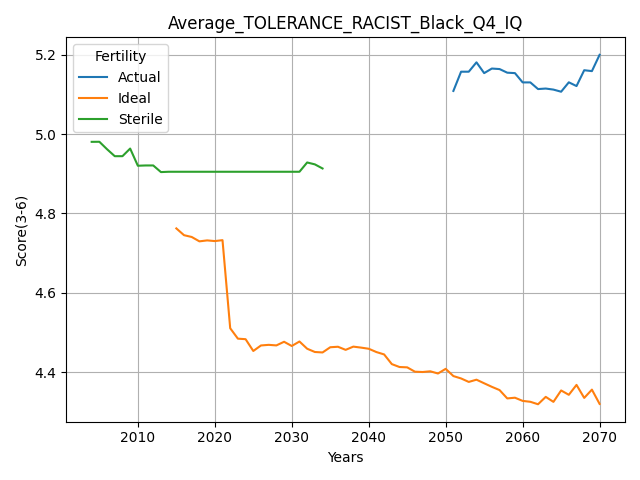 Average_TOLERANCE_RACIST_Black_Q4_IQ
Fertility
Actual
Ideal
Sterile
Score(3-6)
5.2
5.0
4.8
4.6
4.4
2010 2020 2030 2040 2050 2060 2070
Years